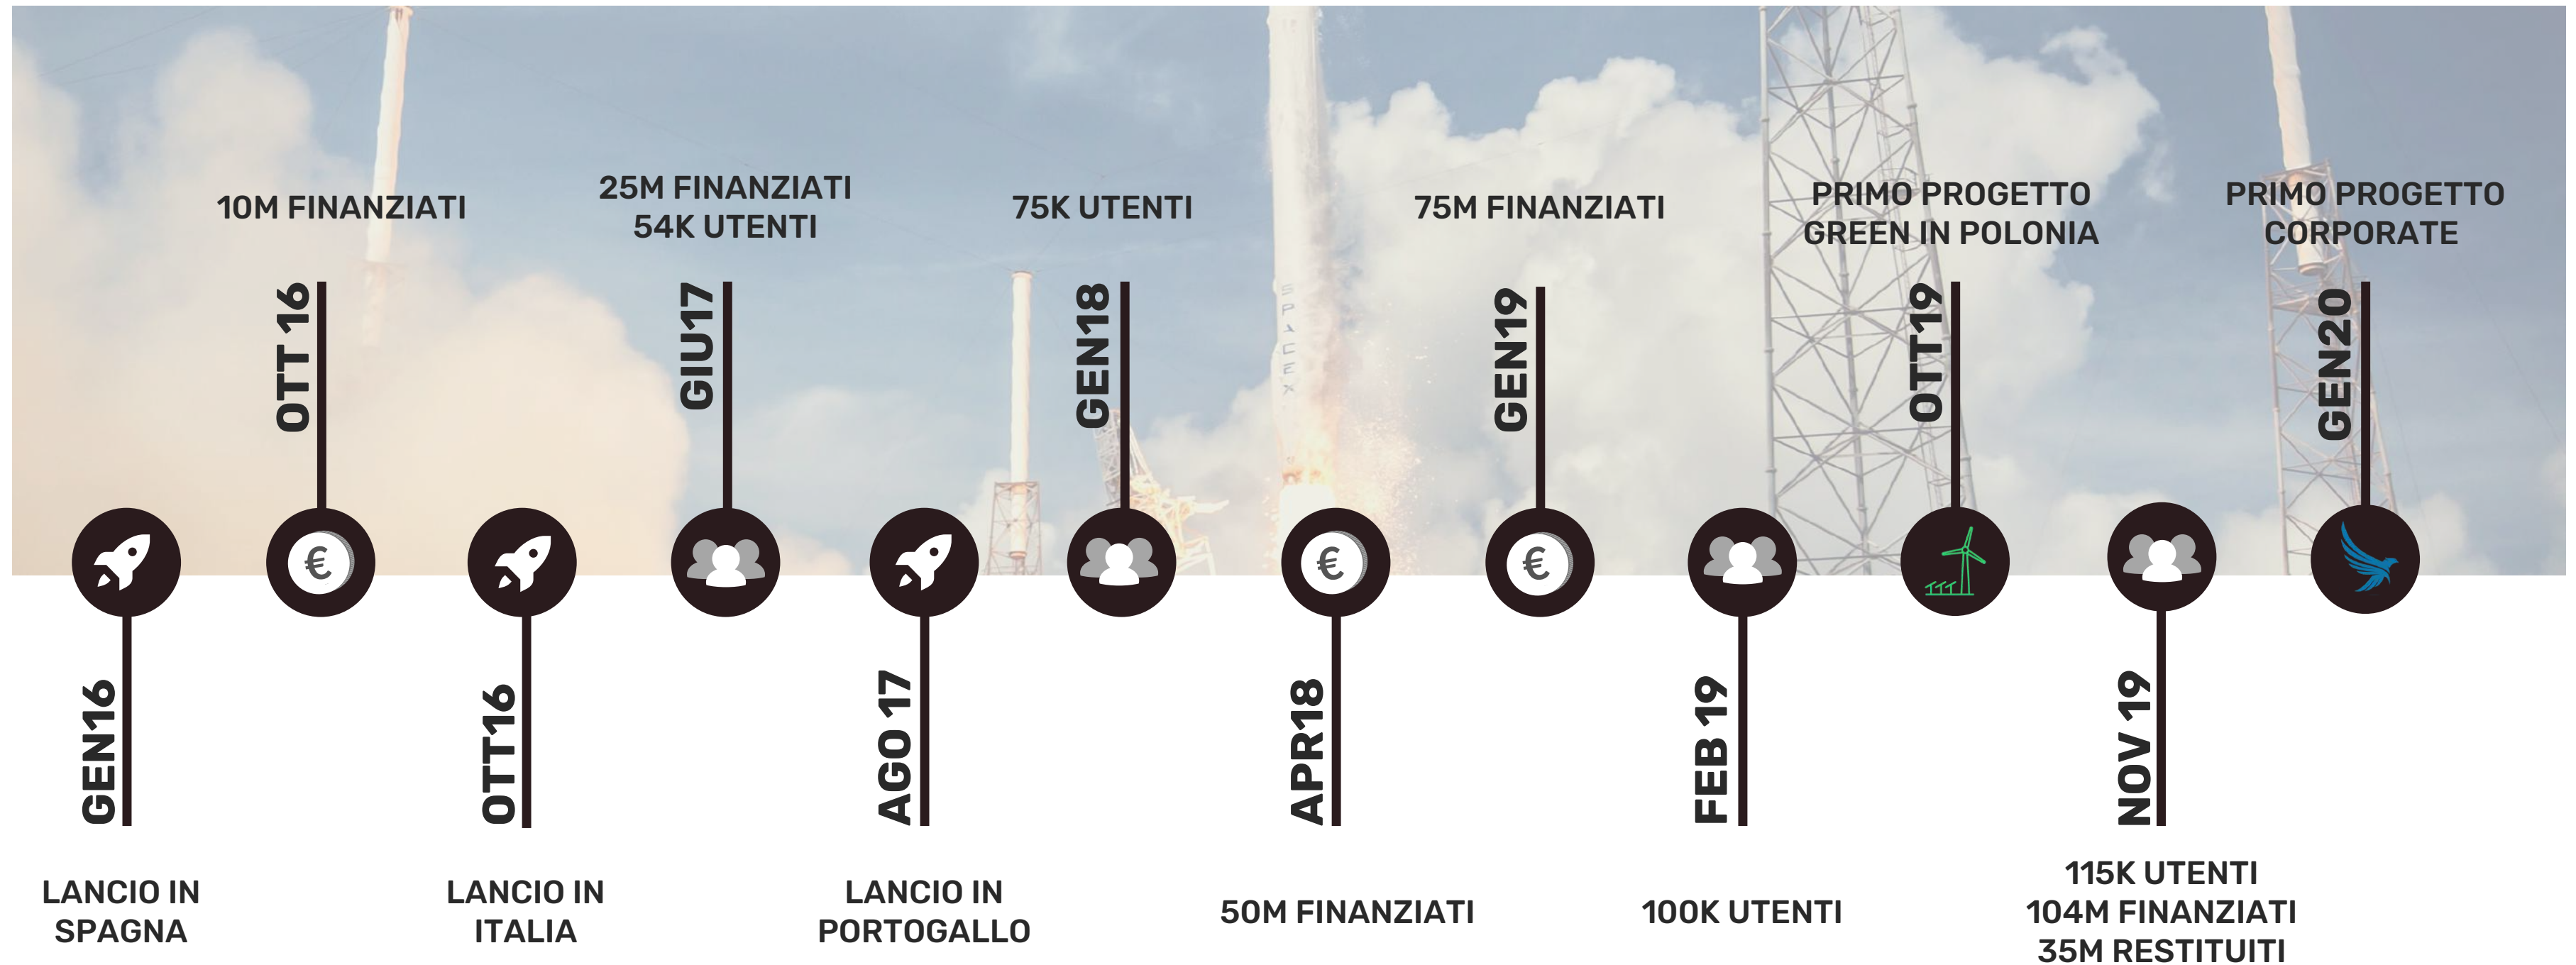 GEN16
LANCIO IN
SPAGNA
10M FINANZIATI
OTT 16
€
OTT16
LANCIO IN
ITALIA
25M FINANZIATI
54K UTENTI
GIU17
AGO 17
LANCIO IN
PORTOGALLO
75K UTENTI
GEN18
SPACEX
€
APR18
50M FINANZIATI
75M FINANZIATI
GEN19
€
FEB 19
100K UTENTI
PRIMO PROGETTO
GREEN IN POLONIA
OTT19
NOV 19
115K UTENTI
104M FINANZIATI
35M RESTITUITI
PRIMO PROGETTO
CORPORATE
GEN20